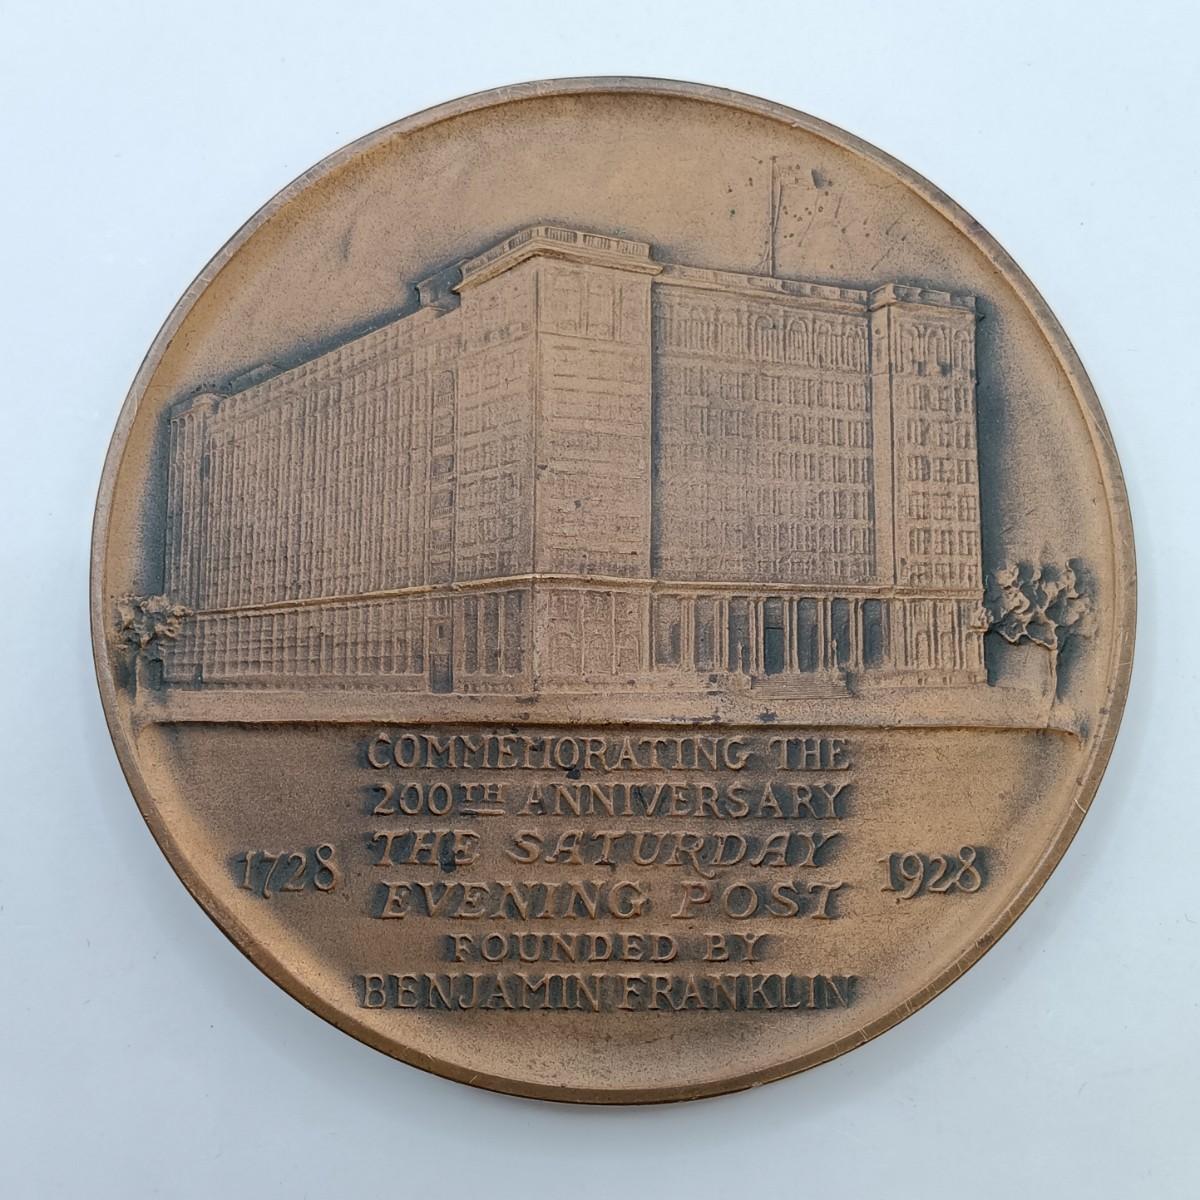 COMMEMORATING THE
200TH ANNIVERSARY
THE SATURDAY
1728 EVENING POST 1928
FOUNDED BY
BENJAMIN FRANKLIN